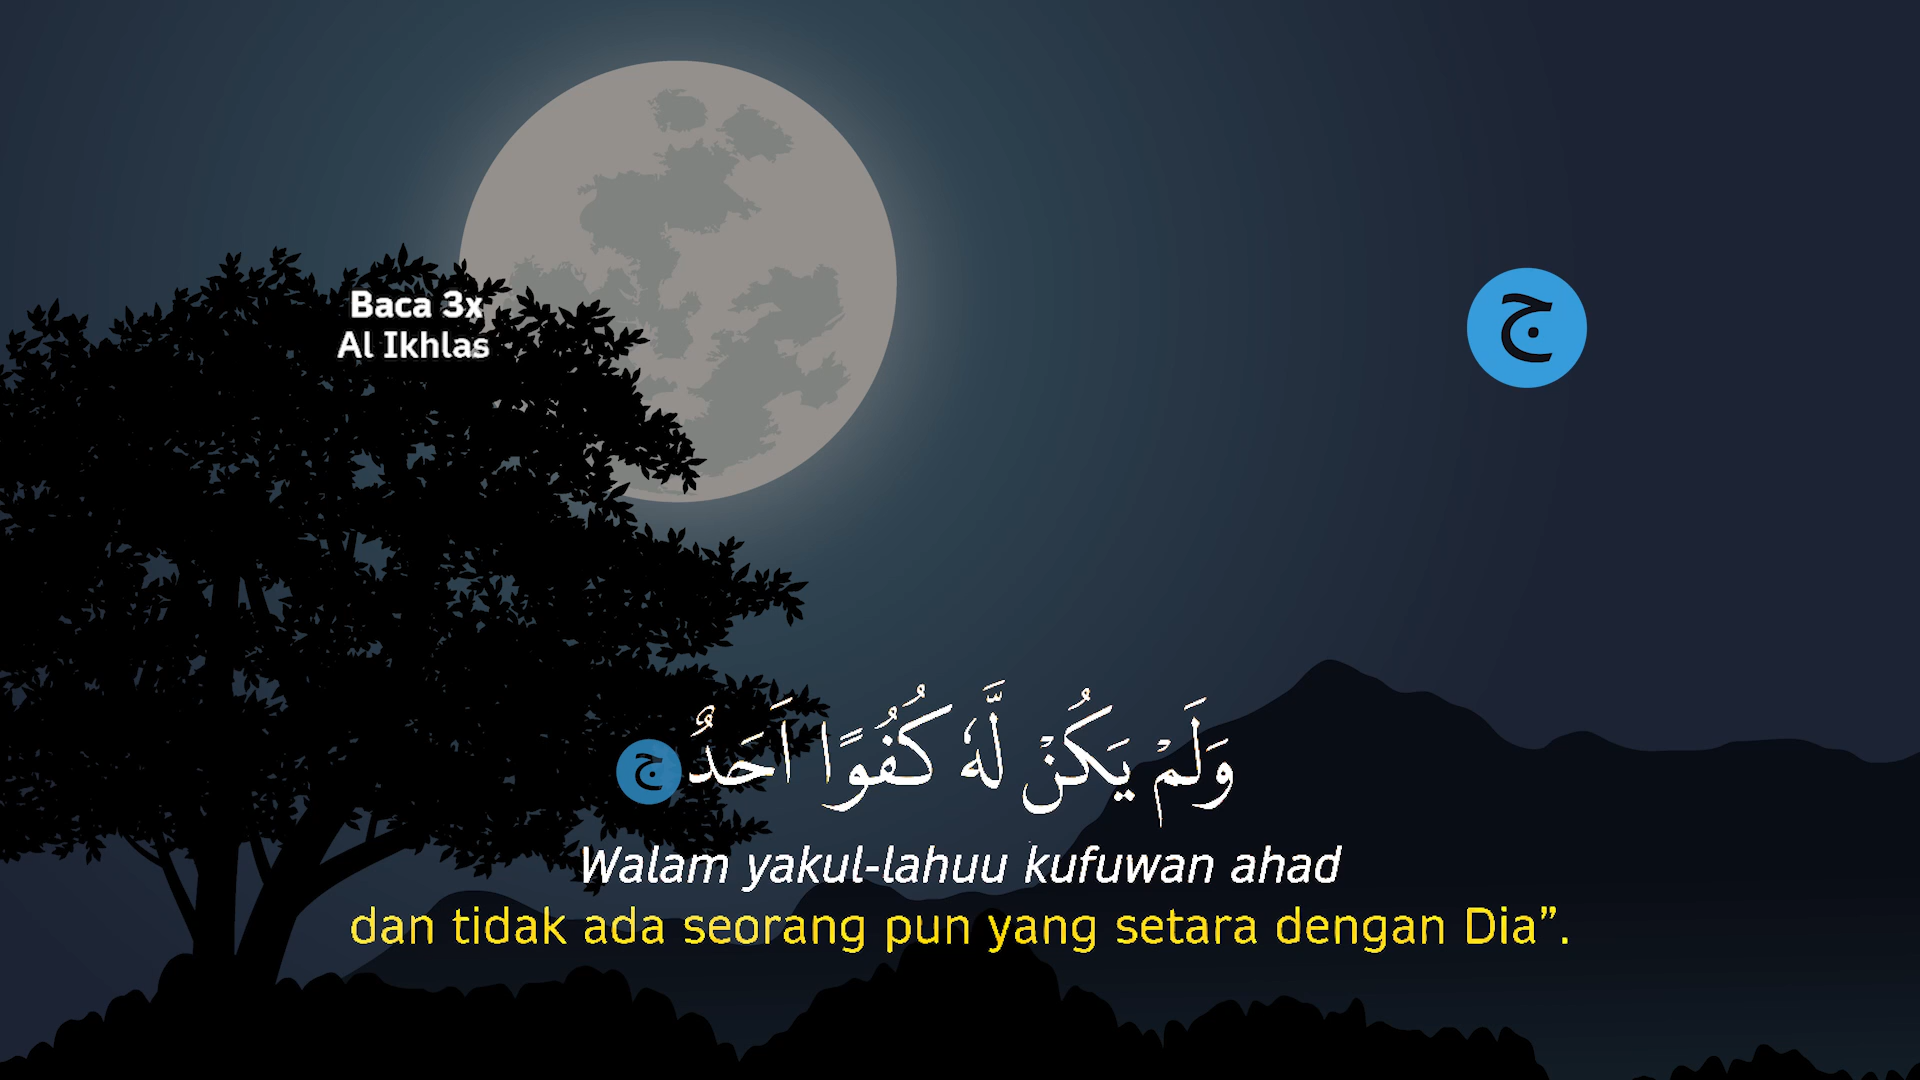 Baca 3x
Al Ikhlas
ج
وَلَمْ يَكُنْ لَّهٗ كُفُوًا اَحَدٌ ࣖ ج
Walam yakul-lahuu kufuwan ahad
dan tidak ada seorang pun yang setara dengan Dia”.